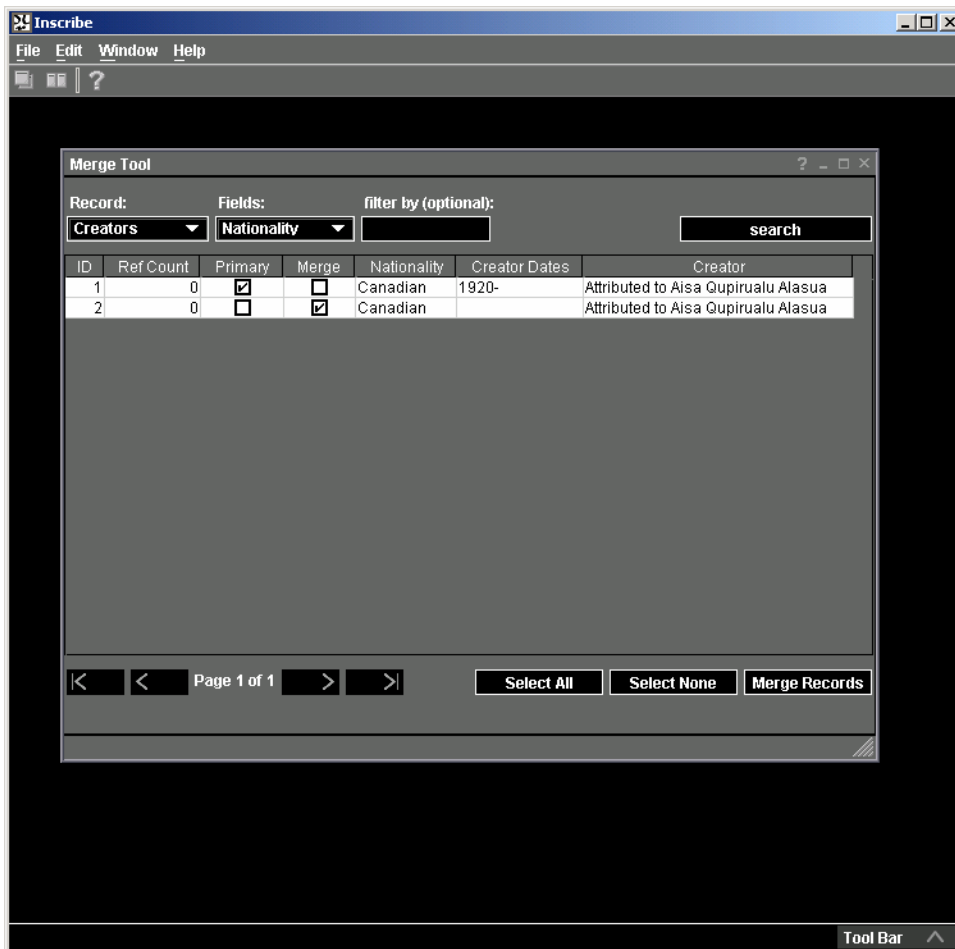 Inscribe
File Edit Window Help
?
Merge Tool
Record: Fields: filter by (optional):
Creators Nationality search
ID Ref Count Primary Merge Nationality Creator Dates Creator
1 0 Canadian 1920- Attributed to Aisa Qupirualu Alasua
2 0 Canadian Attributed to Aisa Qupirualu Alasua
Page 1 of 1 Select All Select None Merge Records
Tool Bar